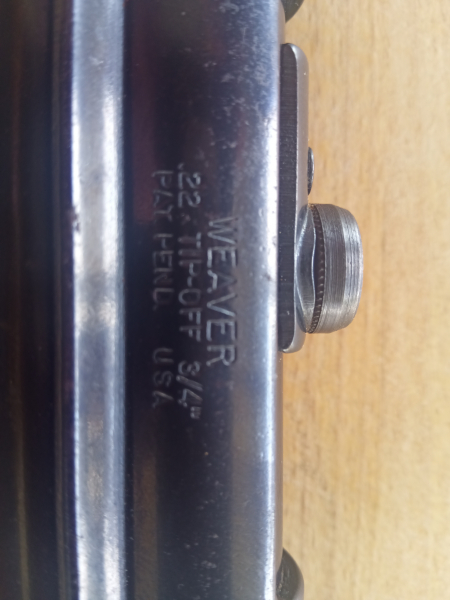 WEAVER
.22 TIP-OFF 3/4"
PAT. PEND. USA